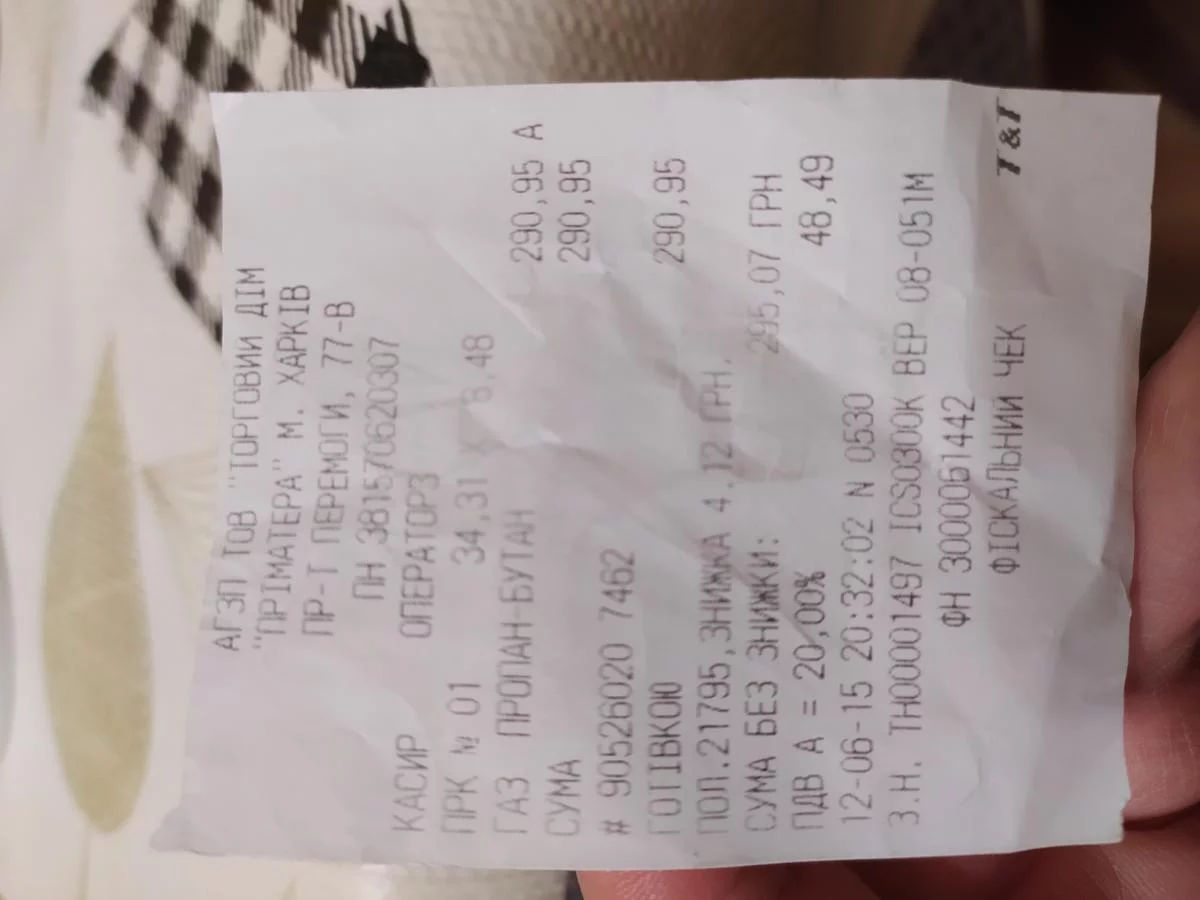 АГЗП ТОВ "ТОРГОВИЙ ДІМ
"ПРІМАТЕРА" М. ХАРКІВ
ПР-Т ПЕРЕМОГИ, 77-В
ПН 381570620307
КАСИР ОПЕРАТОР3
ПРК № 01 34,31 X 8,48
ГАЗ ПРОПАН-БУТАН 290,95 А
СУМА 290,95
# 90526020 7462
ГОТІВКОЮ 290,95
ПОП.21795,ЗНИЖКА 4.12 ГРН.
СУМА БЕЗ ЗНИЖКИ: 295,07 ГРН
ПДВ А = 20,00% 48,49
12-06-15 20:32:02 N 0530
З.Н. ТН00001497 ICS0300K ВЕР 08-051М
ФН 3000061442
ФІСКАЛЬНИЙ ЧЕК T&T